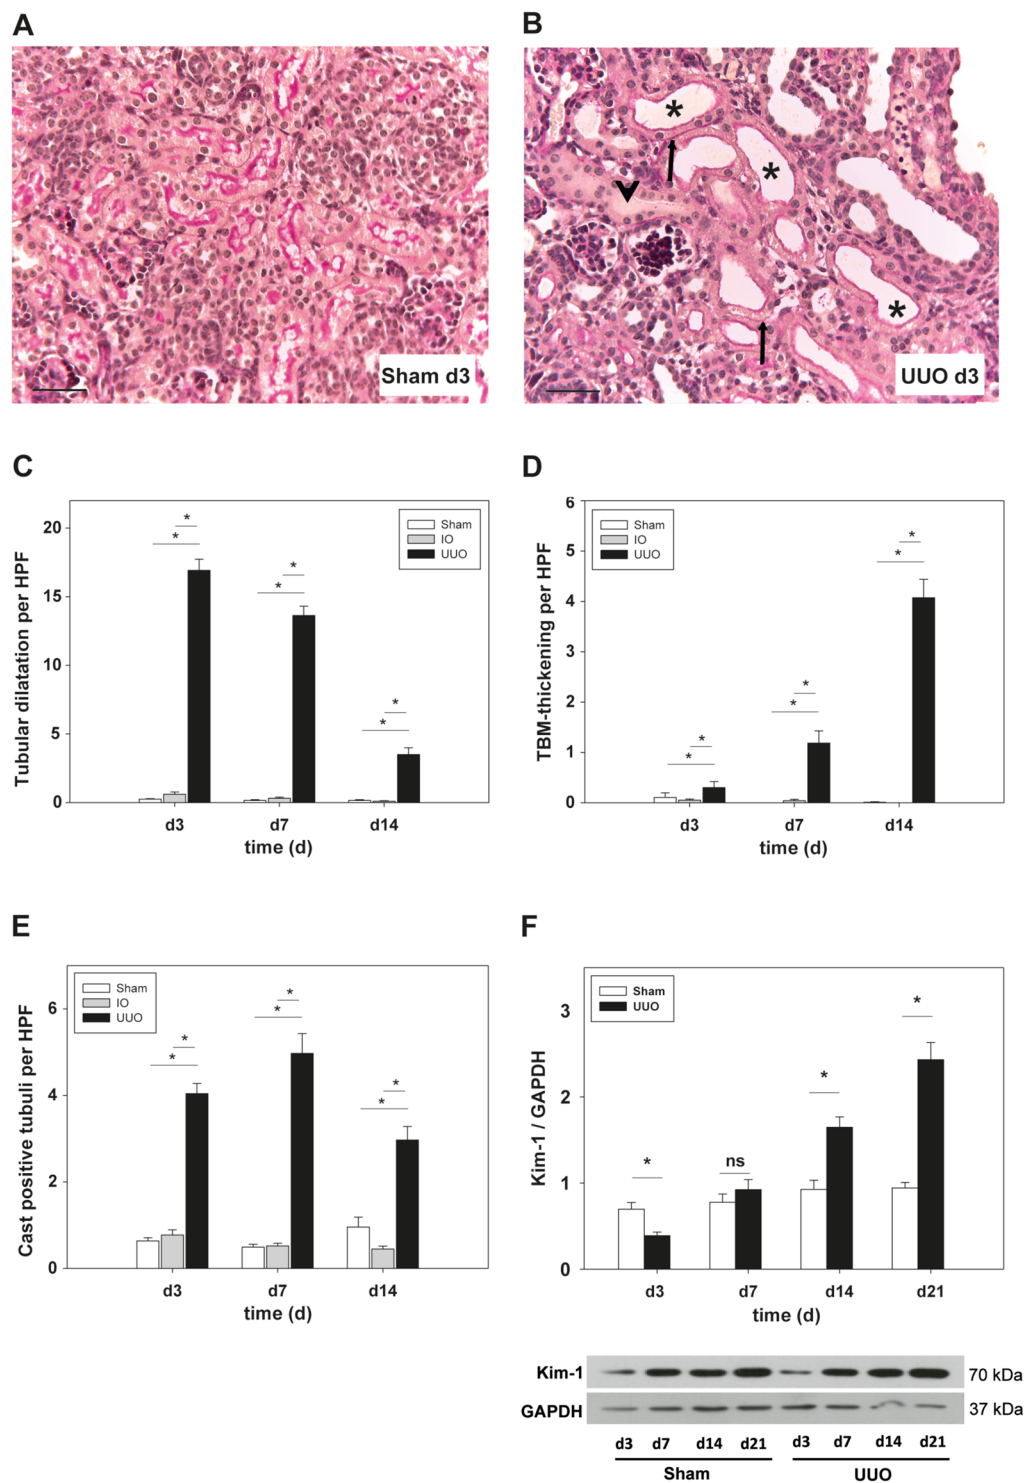 A
B
Sham d3
UUO d3
*
*
*
C
Tubular dilatation per HPF
20
15
10
5
0
Sham
IO
UUO
*
*
*
*
*
*
d3
d7
d14
time (d)
D
TBM-thickening per HPF
6
5
4
3
2
1
0
Sham
IO
UUO
*
*
*
*
*
*
d3
d7
d14
time (d)
E
Cast positive tubuli per HPF
6
4
2
0
Sham
IO
UUO
*
*
*
*
*
*
d3
d7
d14
time (d)
F
Kim-1 / GAPDH
3
2
1
0
Sham
UUO
*
ns
*
*
d3
d7
d14
d21
time (d)
Kim-1
70 kDa
GAPDH
37 kDa
d3 d7 d14 d21 d3 d7 d14 d21
Sham UUO